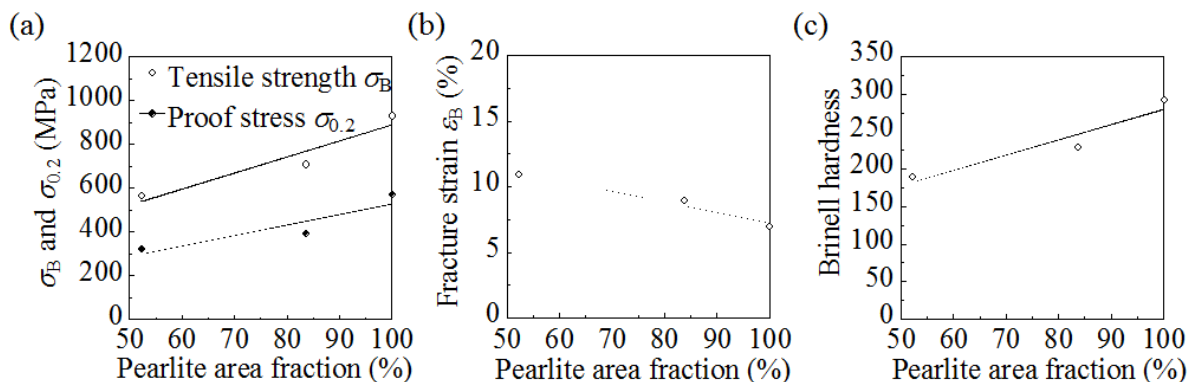 (a)
1200
1000
800
600
400
200
0
σB and σ0.2 (MPa)
Tensile strength σB
Proof stress σ0.2
50 60 70 80 90 100
Pearlite area fraction (%)
(b)
20
15
10
5
0
Fracture strain εB (%)
50 60 70 80 90 100
Pearlite area fraction (%)
(c)
350
300
250
200
150
100
50
0
Brinell hardness
50 60 70 80 90 100
Pearlite area fraction (%)